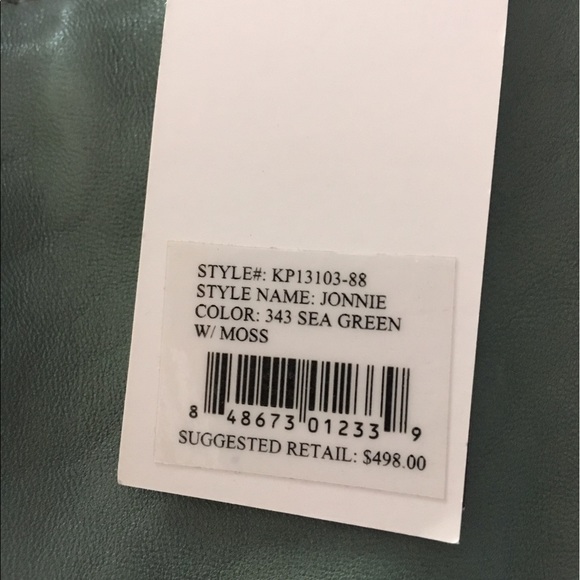 STYLE#: KP13103-88
STYLE NAME: JONNIE
COLOR: 343 SEA GREEN
W/ MOSS
8 48673 01233 9
SUGGESTED RETAIL: $498.00